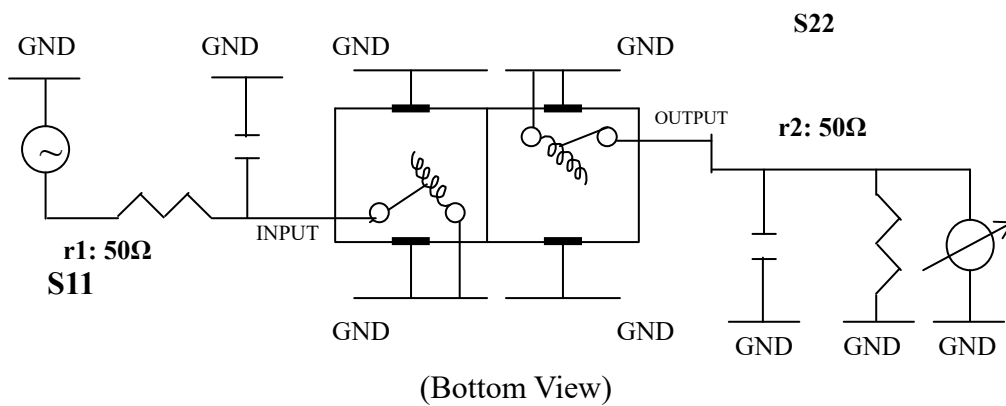 S22
GND
GND
GND
GND
OUTPUT
r2: 50Ω
~
INPUT
r1: 50Ω
S11
GND
GND
GND
GND
GND
(Bottom View)